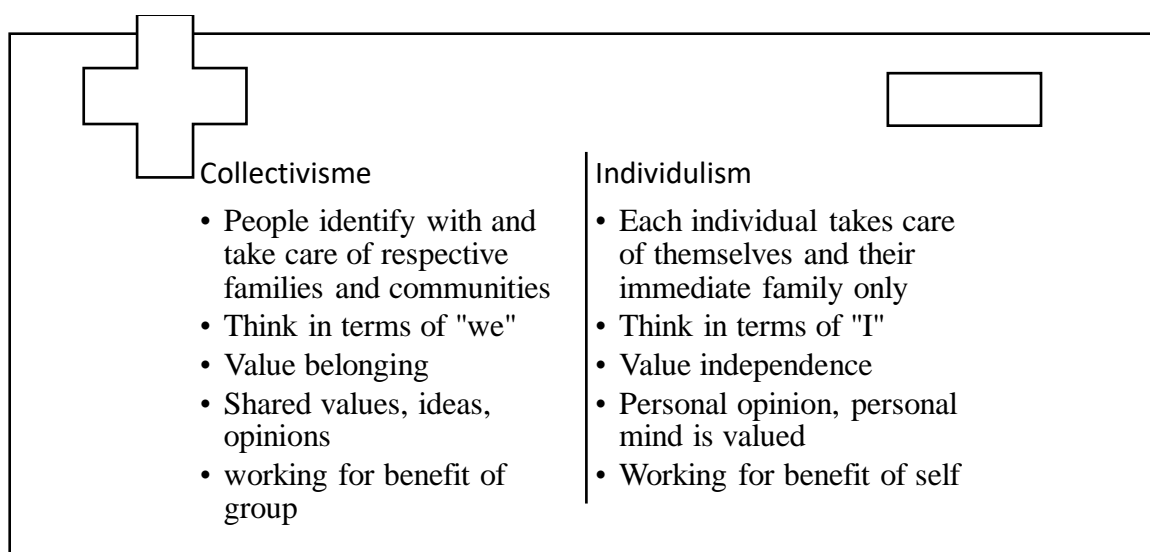 Collectivisme
• People identify with and
take care of respective
families and communities
• Think in terms of "we"
• Value belonging
• Shared values, ideas,
opinions
• working for benefit of
group
Individulism
• Each individual takes care
of themselves and their
immediate family only
• Think in terms of "I"
• Value independence
• Personal opinion, personal
mind is valued
• Working for benefit of self